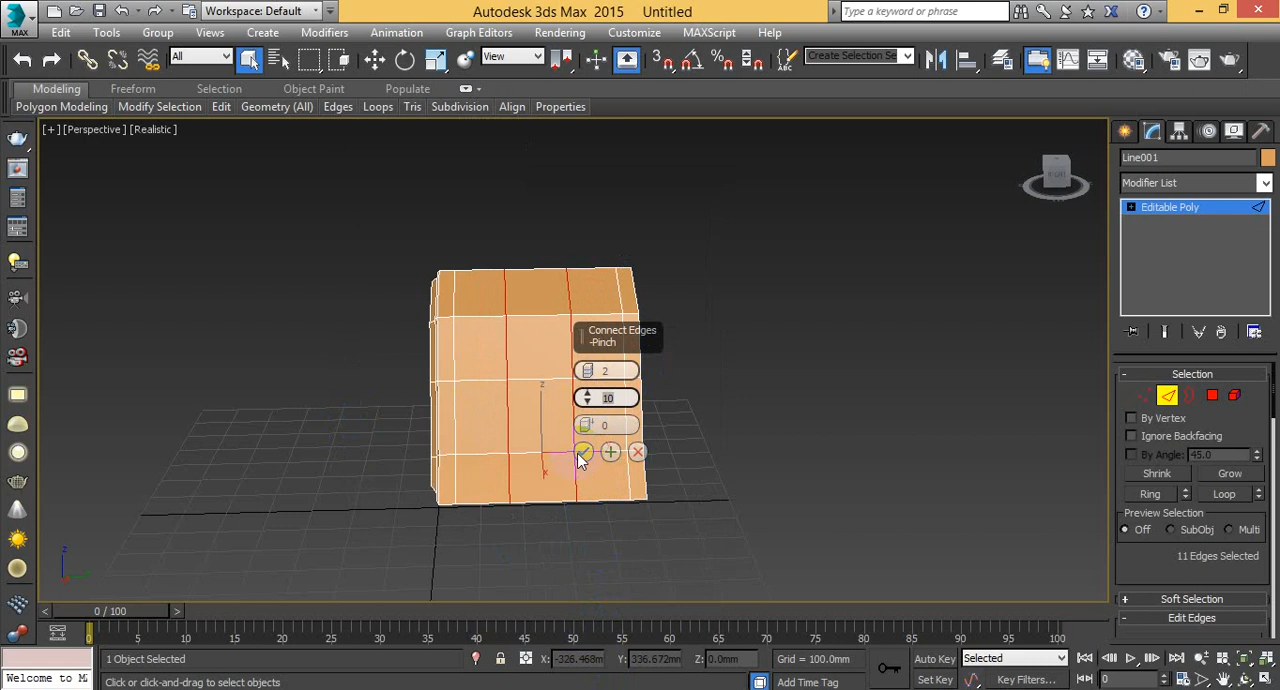 MAX
Workspace: Default
Autodesk 3ds Max 2015
Untitled
Type a keyword or phrase
Edit Tools Group Views Create Modifiers Animation Graph Editors Rendering Customize MAXScript Help
All
View
3
Create Selection Se
Modeling Freeform Selection Object Paint Populate
Polygon Modeling Modify Selection Edit Geometry (All) Edges Loops Tris Subdivision Align Properties
[+] [Perspective] [Realistic]
Line001
Modifier List
Editable Poly
Connect Edges
-Pinch
2
10
0
z
x
z
Selection
By Vertex
Ignore Backfacing
By Angle: 45.0
Shrink Grow
Ring Loop
Preview Selection
Off SubObj Multi
11 Edges Selected
Soft Selection
Edit Edges
< 0 / 100 >
0 5 10 15 20 25 30 35 40 45 50 55 60 65 70 75 80 85 90 95 100
1 Object Selected
X: -326.468m Y: 336.672mm Z: 0.0mm Grid = 100.0mm
Auto Key Selected
Welcome to M
Click or click-and-drag to select objects
Add Time Tag
Set Key Key Filters... 0